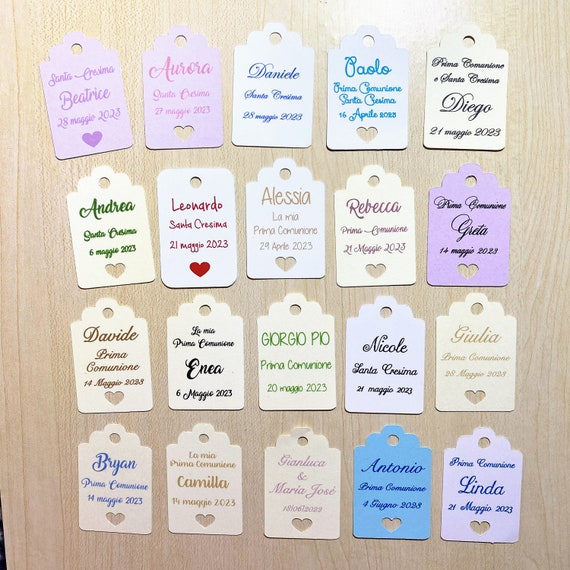 Santa Cresima
Beatrice
28 maggio 2023
Aurora
Santa Cresima
27 maggio 2023
Daniele
Santa Cresima
28 maggio 2023
Paolo
Prima Comunione
Santa Cresima
16 Aprile 2023
Prima Comunione
e Santa Cresima
Diego
21 maggio 2023
Andrea
Santa Cresima
6 maggio 2023
Leonardo
Santa Cresima
21 maggio 2023
Alessia
La mia
Prima Comunione
29 Aprile 2023
Rebecca
Prima Comunione
21 Maggio 2023
Prima Comunione
Greta
14 maggio 2023
Davide
Prima
Comunione
14 Maggio 2023
La mia
Prima Comunione
Enea
6 Maggio 2023
GIORGIO PIO
Prima Comunione
20 maggio 2023
Nicole
Santa Cresima
21 maggio 2023
Giulia
Prima Comunione
28 Maggio 2023
Bryan
Prima Comunione
14 maggio 2023
La mia
Prima Comunione
Camilla
14 maggio 2023
Gianluca
&
Maria José
Antonio
Prima Comunione
4 Giugno 2023
Prima Comunione
Linda
21 Maggio 2023